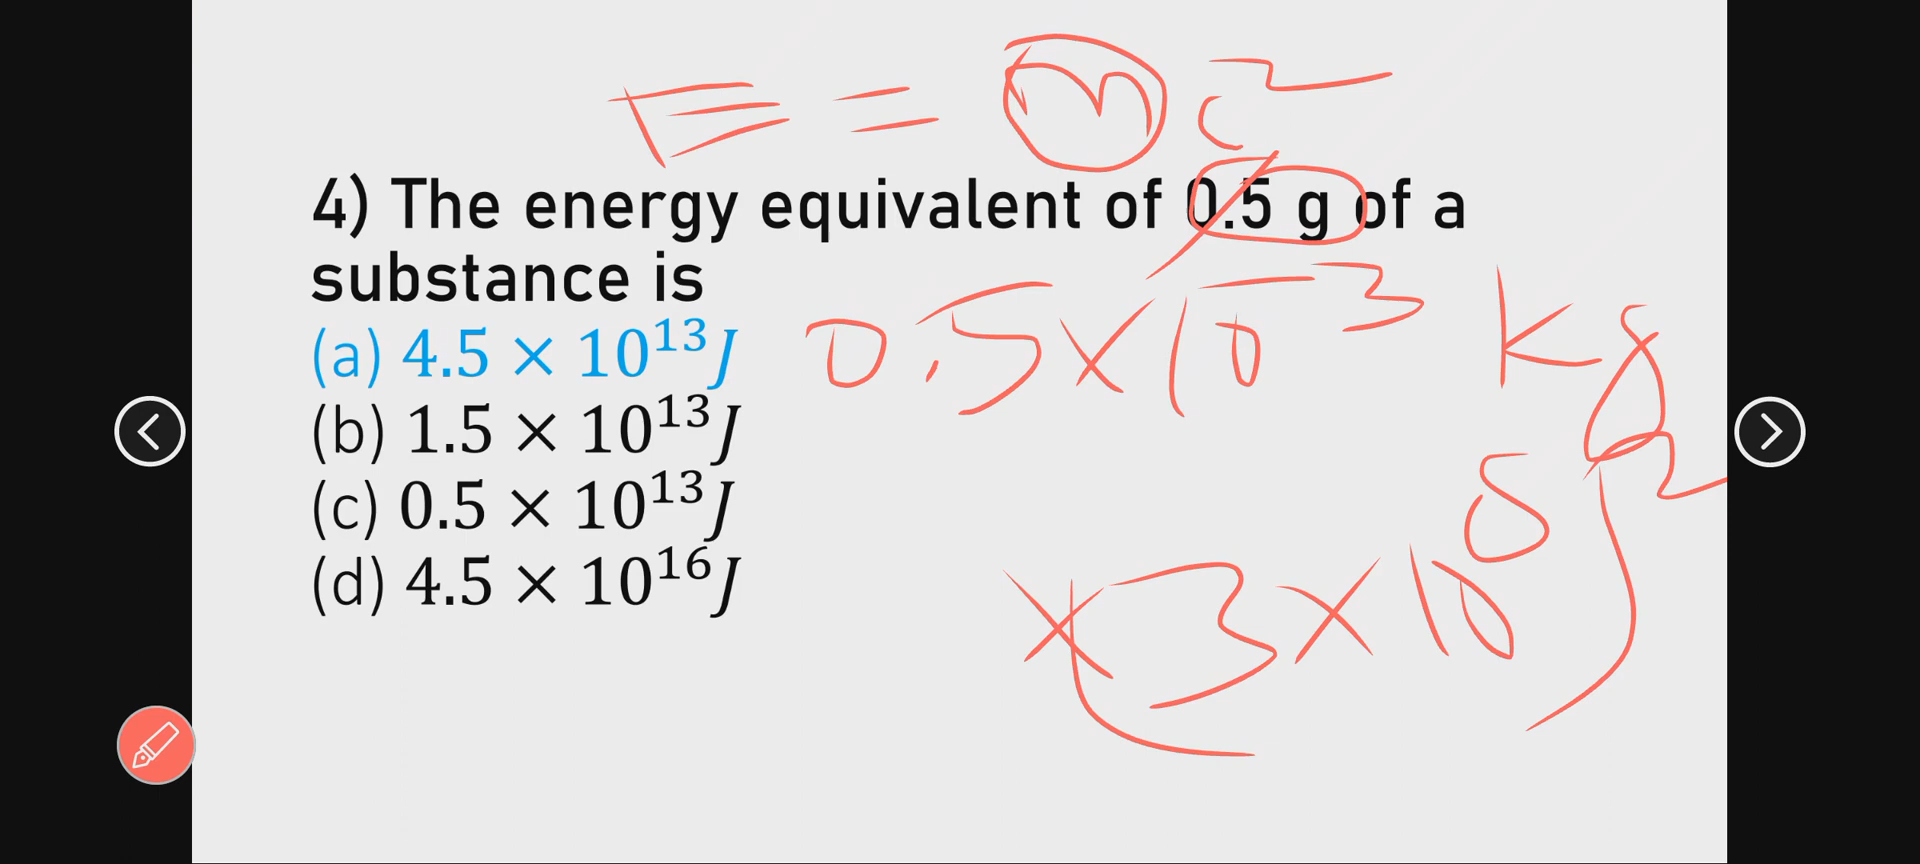 E = mc²
4) The energy equivalent of 0.5 g of a
substance is
(a) 4.5 × 10¹³ J
0.5 × 10⁻³ kg
(b) 1.5 × 10¹³ J
(c) 0.5 × 10¹³ J
(d) 4.5 × 10¹⁶ J
× (3 × 10⁸)²